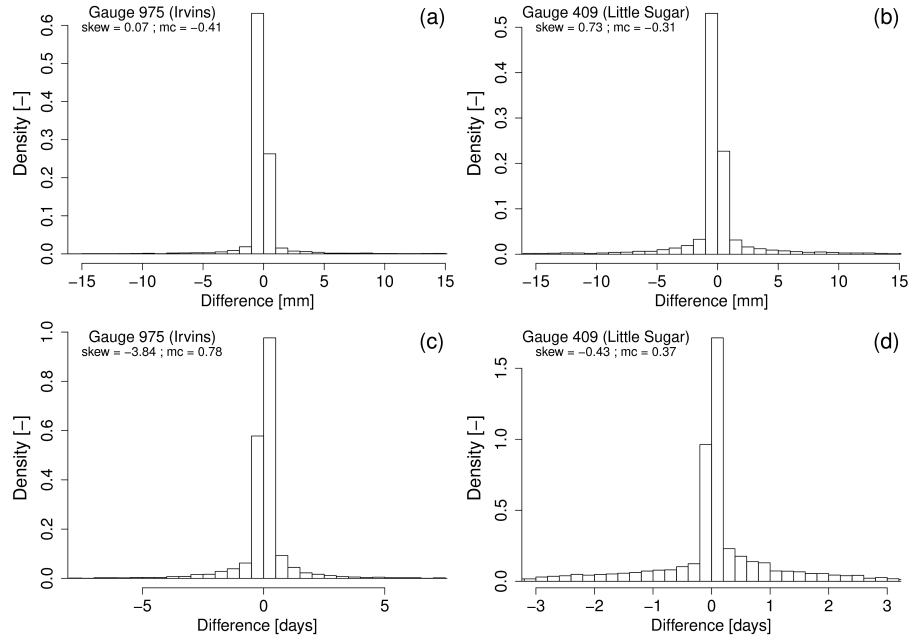 Gauge 975 (Irvins)
skew = 0.07 ; mc = −0.41
(a)
Density [−]
0.0 0.1 0.2 0.3 0.4 0.5 0.6
−15 −10 −5 0 5 10 15
Difference [mm]
Gauge 409 (Little Sugar)
skew = 0.73 ; mc = −0.31
(b)
Density [−]
0.0 0.1 0.2 0.3 0.4 0.5
−15 −10 −5 0 5 10 15
Difference [mm]
Gauge 975 (Irvins)
skew = −3.84 ; mc = 0.78
(c)
Density [−]
0.0 0.2 0.4 0.6 0.8 1.0
−5 0 5
Difference [days]
Gauge 409 (Little Sugar)
skew = −0.43 ; mc = 0.37
(d)
Density [−]
0.0 0.5 1.0 1.5
−3 −2 −1 0 1 2 3
Difference [days]